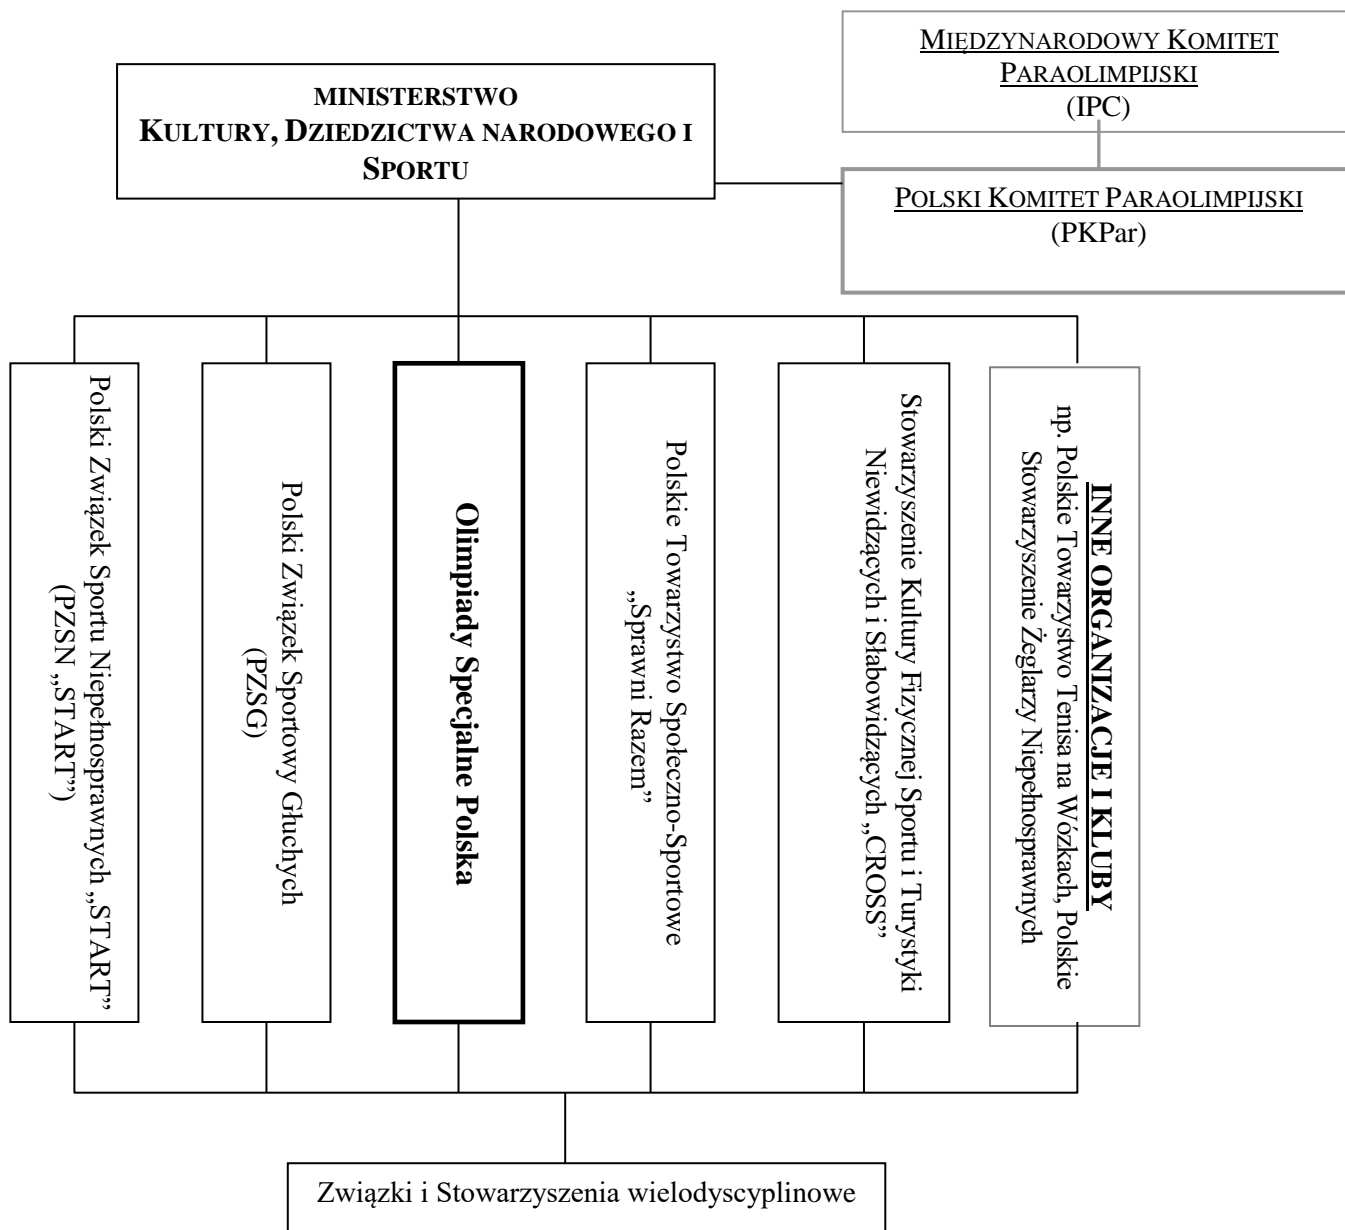 MIĘDZYNARODOWY KOMITET
PARAOLIMPIJSKI
(IPC)
MINISTERSTWO
KULTURY, DZIEDZICTWA NARODOWEGO I
SPORTU
POLSKI KOMITET PARAOLIMPIJSKI
(PKPar)
Polski Związek Sportu Niepełnosprawnych „START”
(PZSN „START”)
Polski Związek Sportowy Głuchych
(PZSG)
Olimpiady Specjalne Polska
Polskie Towarzystwo Społeczno-Sportowe
„Sprawni Razem”
Stowarzyszenie Kultury Fizycznej Sportu i Turystyki
Niewidzących i Słabowidzących „CROSS”
INNE ORGANIZACJE I KLUBY
np. Polskie Towarzystwo Tenisa na Wózkach, Polskie
Stowarzyszenie Żeglarzy Niepełnosprawnych
Związki i Stowarzyszenia wielodyscyplinowe